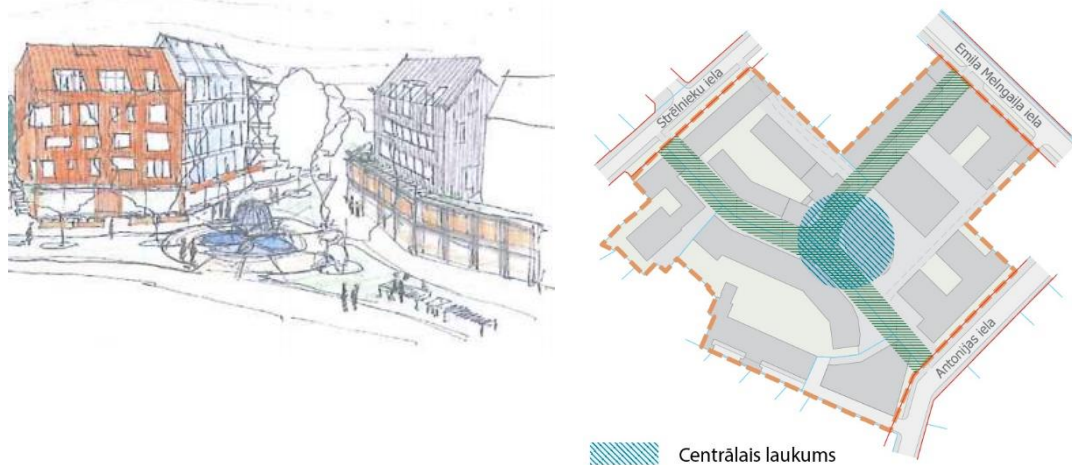 Strēlnieku iela
Emiļa Melngaiļa iela
Antonijas iela
Centrālais laukums